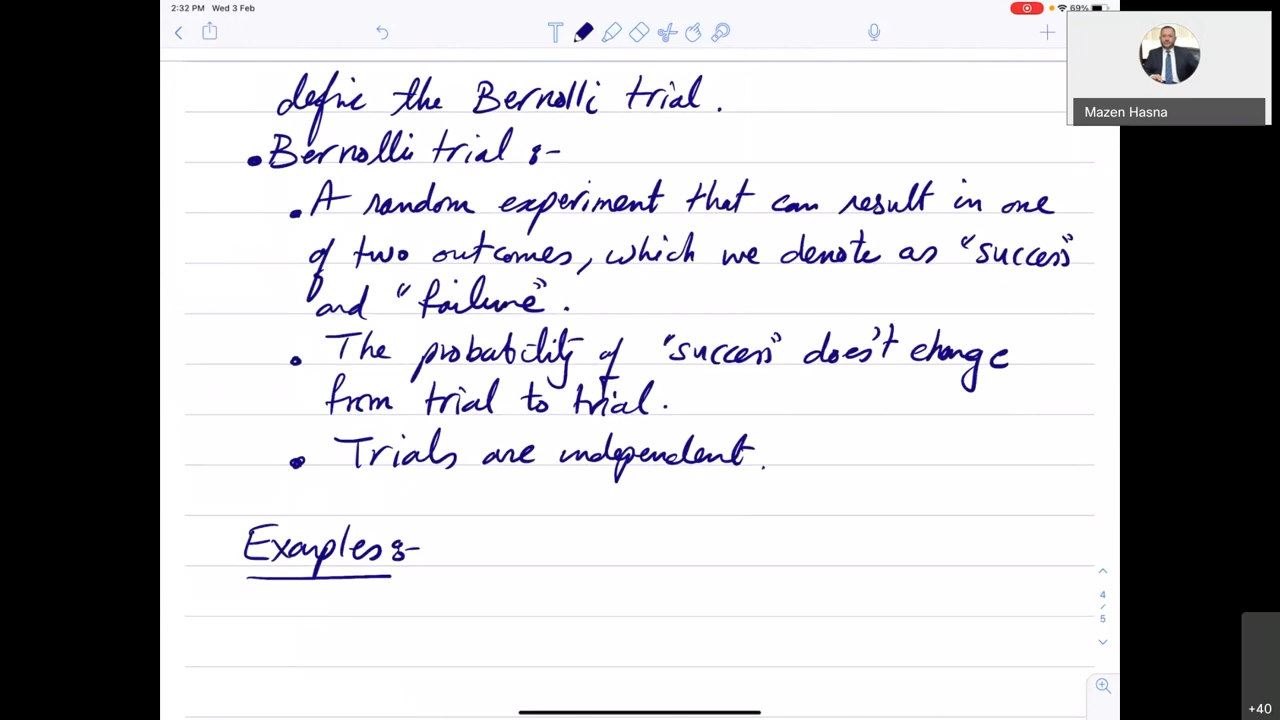 2:32 PM Wed 3 Feb
69%
T
Mazen Hasna
define the Bernolli trial.
• Bernolli trial :-
• A random experiment that can result in one
of two outcomes, which we denote as "success"
and "failure".
• The probability of "success" does't change
from trial to trial.
• Trials are independent.
Examples :-
4
/
5
+40